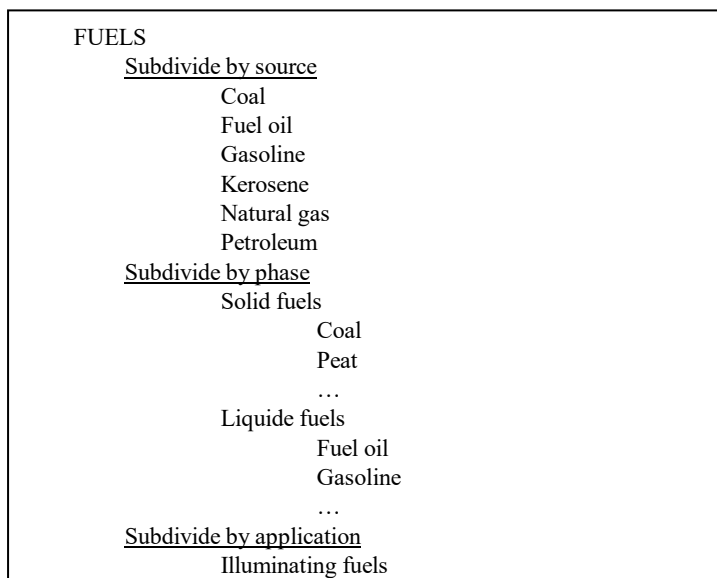 FUELS
Subdivide by source
Coal
Fuel oil
Gasoline
Kerosene
Natural gas
Petroleum
Subdivide by phase
Solid fuels
Coal
Peat
…
Liquide fuels
Fuel oil
Gasoline
…
Subdivide by application
Illuminating fuels